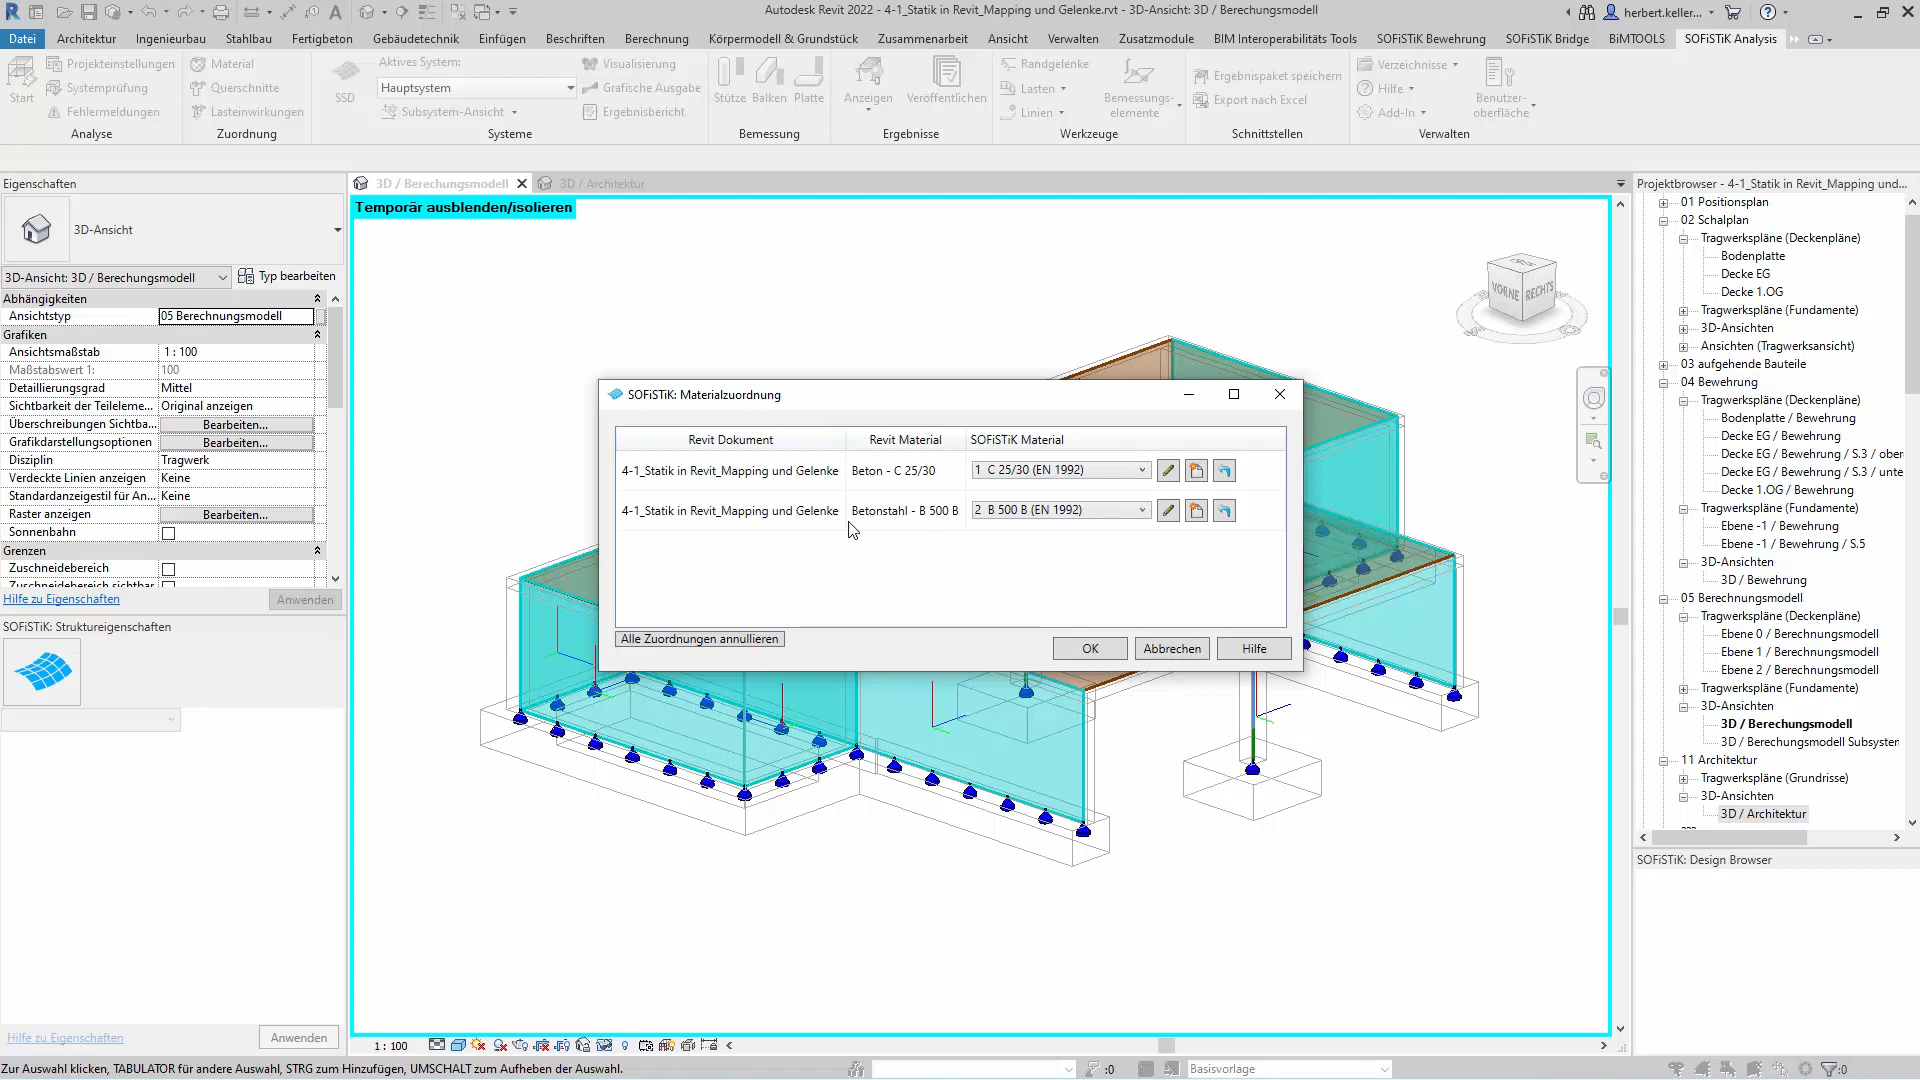 Autodesk Revit 2022 - 4-1_Statik in Revit_Mapping und Gelenke.rvt - 3D-Ansicht: 3D / Berechungsmodell
herbert.keller...
Datei Architektur Ingenieurbau Stahlbau Fertigbeton Gebäudetechnik Einfügen Beschriften Berechnung Körpermodell & Grundstück Zusammenarbeit Ansicht Verwalten Zusatzmodule BIM Interoperabilitäts Tools SOFiSTiK Bewehrung SOFiSTiK Bridge BiMTOOLS SOFiSTiK Analysis
Start
Projekteinstellungen
Systemprüfung
Fehlermeldungen
Analyse
Material
Querschnitte
Lasteinwirkungen
Zuordnung
SSD
Aktives System:
Hauptsystem
Subsystem-Ansicht
Visualisierung
Grafische Ausgabe
Ergebnisbericht
Systeme
Stütze Balken Platte
Bemessung
Anzeigen Veröffentlichen
Ergebnisse
Randgelenke
Lasten
Linien
Bemessungs-
elemente
Werkzeuge
Ergebnispaket speichern
Export nach Excel
Schnittstellen
Verzeichnisse
Hilfe
Add-In
Benutzer-
oberfläche
Verwalten
Eigenschaften
3D-Ansicht
3D-Ansicht: 3D / Berechungsmodell
Typ bearbeiten
Abhängigkeiten
Ansichtstyp 05 Berechnungsmodell
Grafiken
Ansichtsmaßstab 1 : 100
Maßstabswert 1: 100
Detaillierungsgrad Mittel
Sichtbarkeit der Teileleme... Original anzeigen
Überschreibungen Sichtba... Bearbeiten...
Grafikdarstellungsoptionen Bearbeiten...
Disziplin Tragwerk
Verdeckte Linien anzeigen Keine
Standardanzeigestil für An... Keine
Raster anzeigen Bearbeiten...
Sonnenbahn
Grenzen
Zuschneidebereich
Zuschneidebereich sichtbar
Hilfe zu Eigenschaften Anwenden
SOFiSTiK: Struktureigenschaften
Hilfe zu Eigenschaften Anwenden
3D / Berechungsmodell
3D / Architektur
Temporär ausblenden/isolieren
VORNE RECHTS
SOFiSTiK: Materialzuordnung
Revit Dokument Revit Material SOFiSTiK Material
4-1_Statik in Revit_Mapping und Gelenke Beton - C 25/30 1 C 25/30 (EN 1992)
4-1_Statik in Revit_Mapping und Gelenke Betonstahl - B 500 B 2 B 500 B (EN 1992)
Alle Zuordnungen annullieren
OK Abbrechen Hilfe
1 : 100
Projektbrowser - 4-1_Statik in Revit_Mapping und...
01 Positionsplan
02 Schalplan
Tragwerkspläne (Deckenpläne)
Bodenplatte
Decke EG
Decke 1.OG
Tragwerkspläne (Fundamente)
3D-Ansichten
Ansichten (Tragwerksansicht)
03 aufgehende Bauteile
04 Bewehrung
Tragwerkspläne (Deckenpläne)
Bodenplatte / Bewehrung
Decke EG / Bewehrung
Decke EG / Bewehrung / S.3 / ober
Decke EG / Bewehrung / S.3 / unte
Decke 1.OG / Bewehrung
Tragwerkspläne (Fundamente)
Ebene -1 / Bewehrung
Ebene -1 / Bewehrung / S.5
3D-Ansichten
3D / Bewehrung
05 Berechnungsmodell
Tragwerkspläne (Deckenpläne)
Ebene 0 / Berechnungsmodell
Ebene 1 / Berechnungsmodell
Ebene 2 / Berechnungsmodell
Tragwerkspläne (Fundamente)
3D-Ansichten
3D / Berechungsmodell
3D / Berechungsmodell Subsysten
11 Architektur
Tragwerkspläne (Grundrisse)
3D-Ansichten
3D / Architektur
SOFiSTiK: Design Browser
Zur Auswahl klicken, TABULATOR für andere Auswahl, STRG zum Hinzufügen, UMSCHALT zum Aufheben der Auswahl.
:0
Basisvorlage
:0